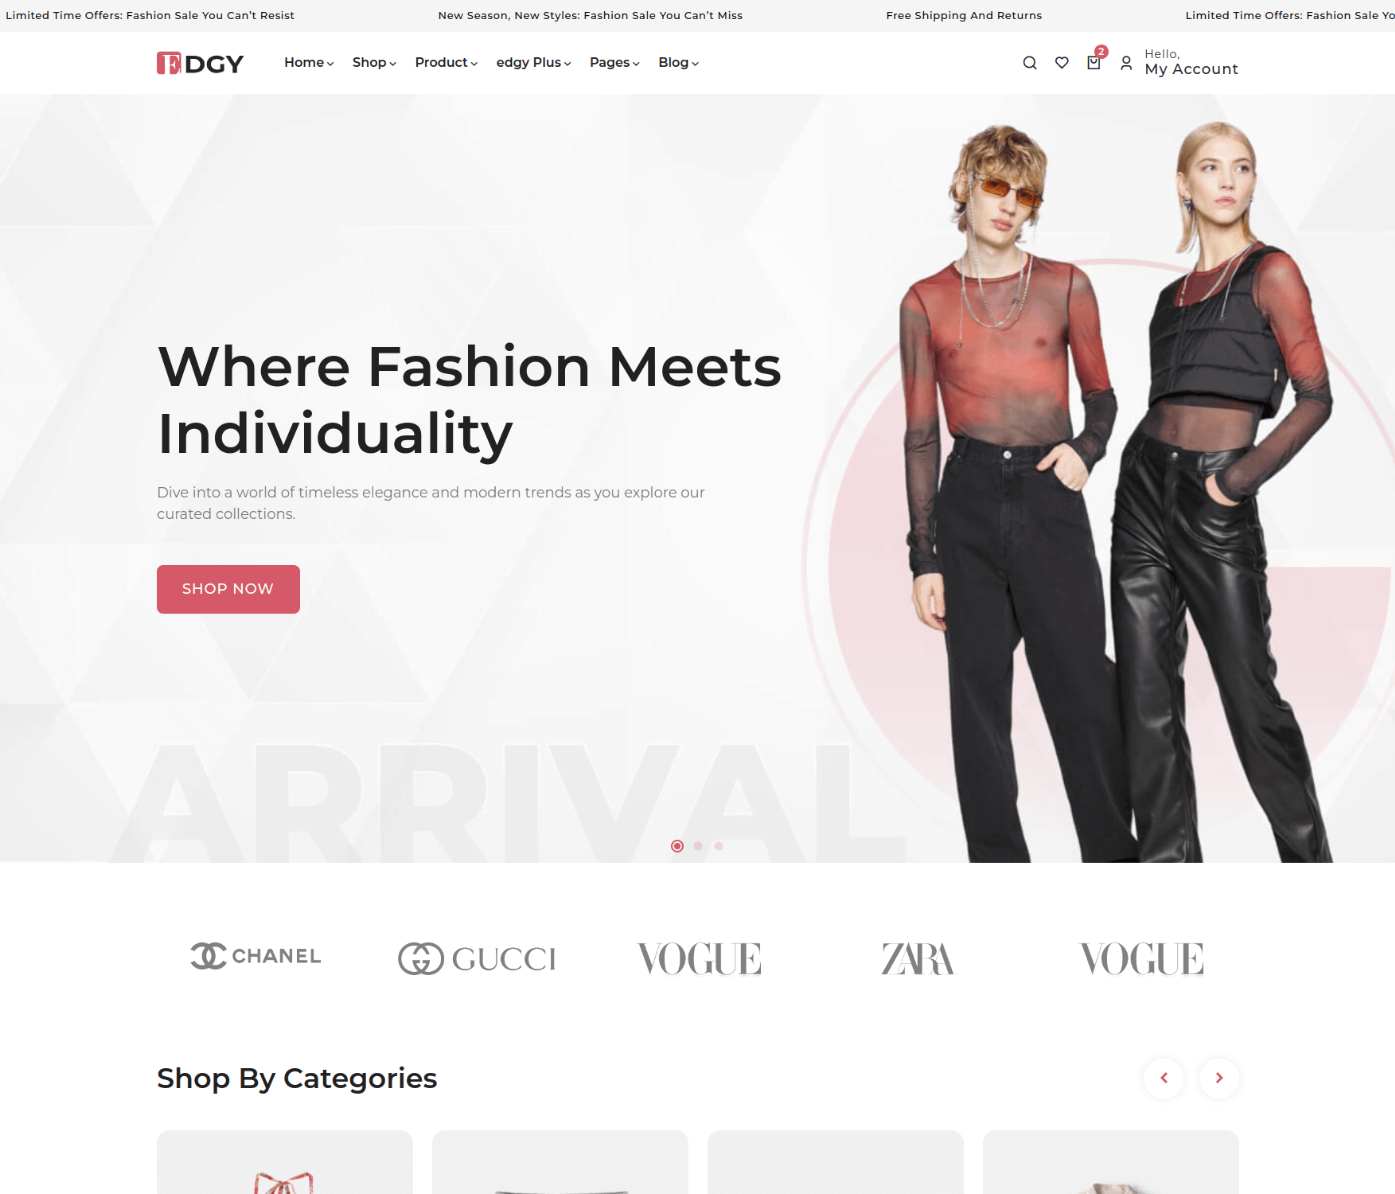 Limited Time Offers: Fashion Sale You Can't Resist
New Season, New Styles: Fashion Sale You Can't Miss
Free Shipping And Returns
Limited Time Offers: Fashion Sale Yo
EDGY
Home
Shop
Product
edgy Plus
Pages
Blog
2
Hello,
My Account
Where Fashion Meets
Individuality
Dive into a world of timeless elegance and modern trends as you explore our
curated collections.
SHOP NOW
ARRIVAL
CHANEL
GUCCI
VOGUE
ZARA
VOGUE
Shop By Categories